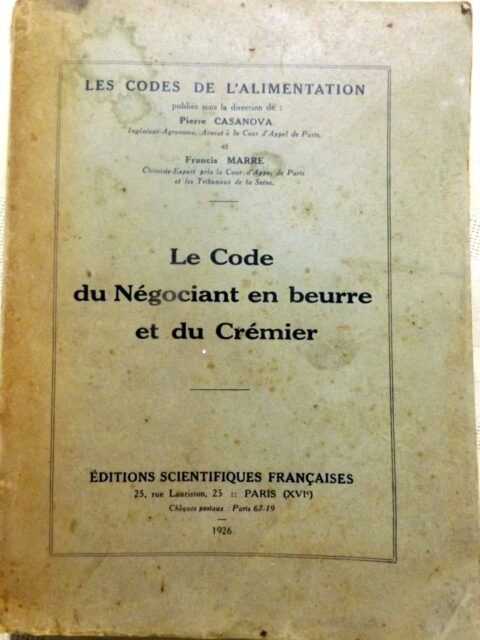 LES CODES DE L'ALIMENTATION
publiés sous la direction de :
Pierre CASANOVA
Ingénieur-Agronome, Avocat à la Cour d'Appel de Paris,
et
Francis MARRE
Chimiste-Expert près la Cour d'Appel de Paris
et les Tribunaux de la Seine,
Le Code
du Négociant en beurre
et du Crémier
ÉDITIONS SCIENTIFIQUES FRANÇAISES
25, rue Lauriston, 25 :: PARIS (XVIe)
Chèques postaux : Paris 67-19
1926